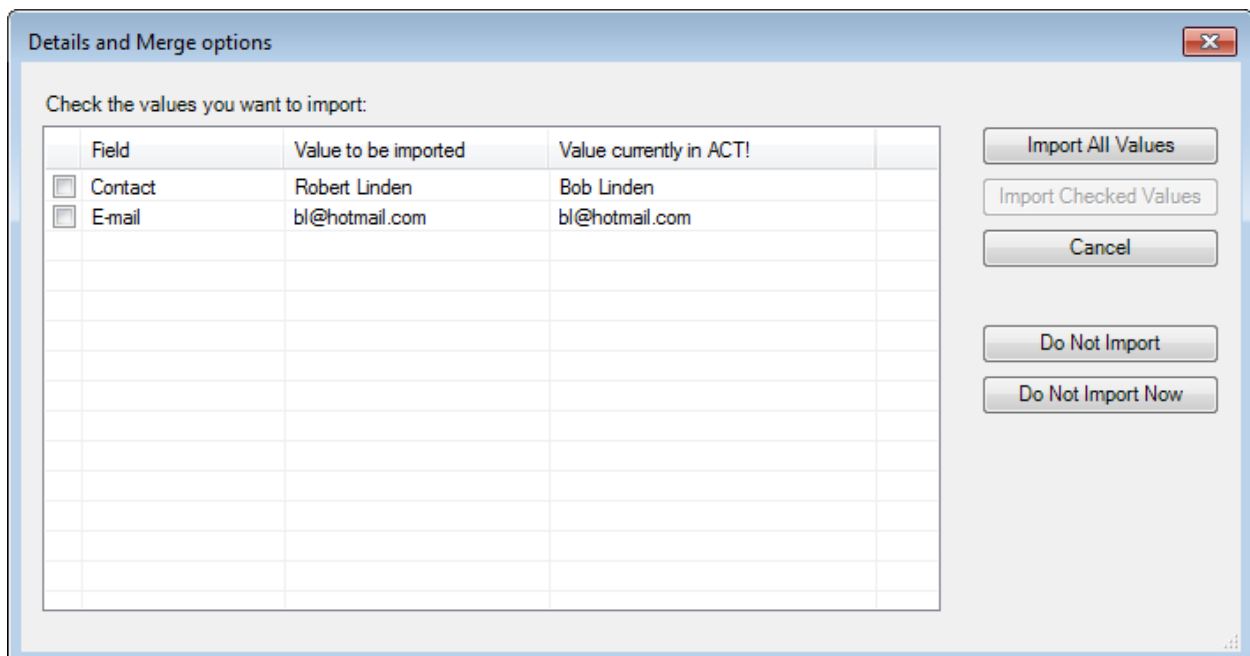 Details and Merge options
Check the values you want to import:
Field Value to be imported Value currently in ACT!
Contact Robert Linden Bob Linden
E-mail bl@hotmail.com bl@hotmail.com
Import All Values
Import Checked Values
Cancel
Do Not Import
Do Not Import Now